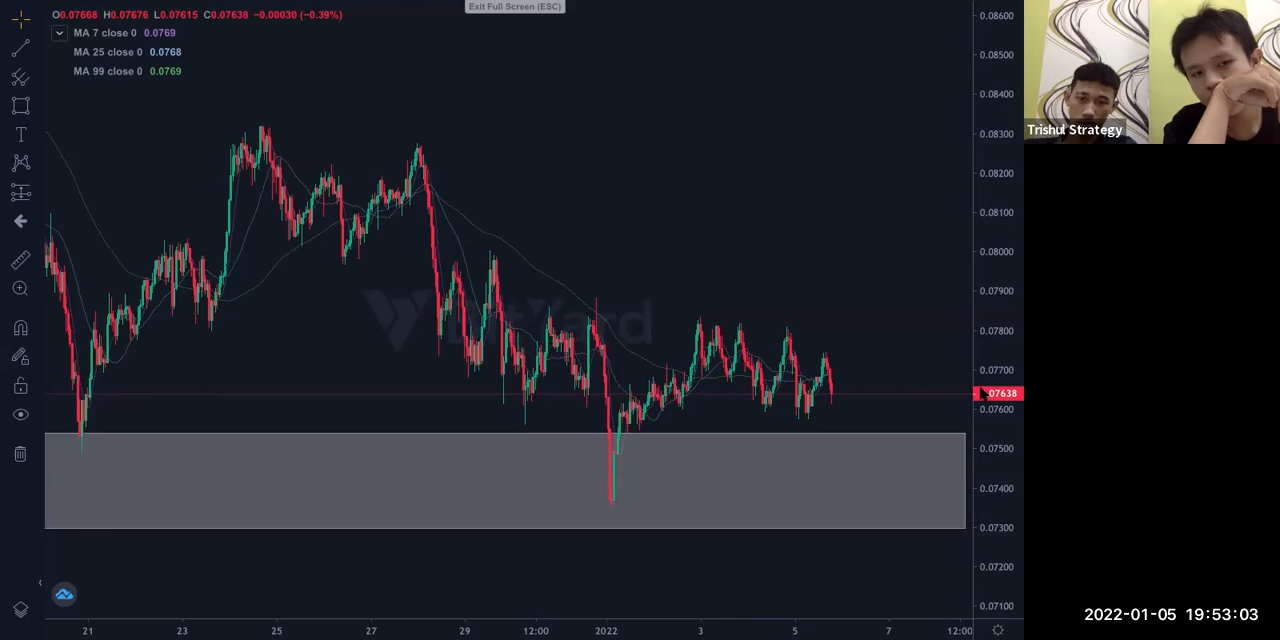 Exit Full Screen (ESC)
O0.07668 H0.07676 L0.07615 C0.07638 −0.00030 (−0.39%)
MA 7 close 0 0.0769
MA 25 close 0 0.0768
MA 99 close 0 0.0769
T
0.08600
0.08500
0.08400
0.08300
0.08200
0.08100
0.08000
0.07900
0.07800
0.07700
0.07638
0.07600
0.07500
0.07400
0.07300
0.07200
0.07100
BitYard
21 23 25 27 29 12:00 2022 3 5 7 12:00
Trishul Strategy
2022-01-05 19:53:03